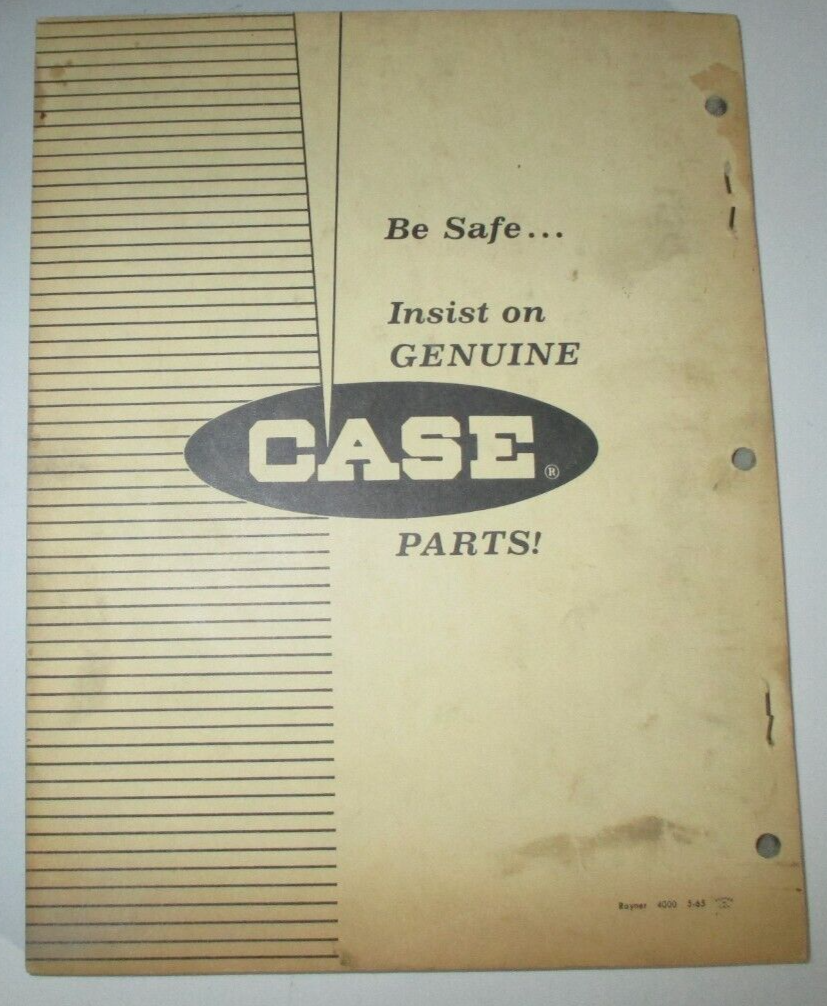 Be Safe...
Insist on
GENUINE
CASE®
PARTS!
Rayner 4000 5-65